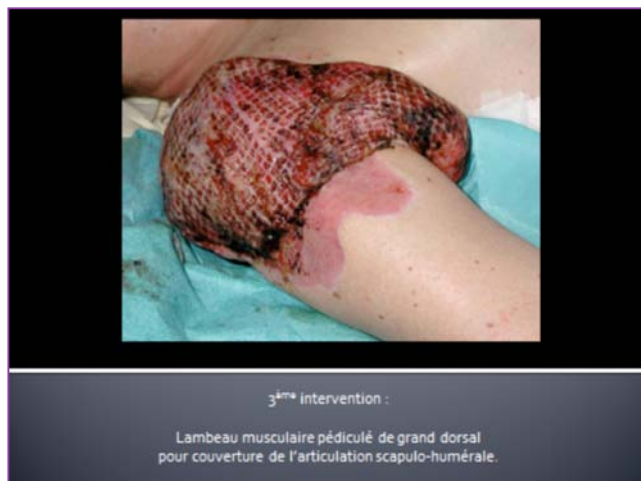 3ème intervention :
Lambeau musculaire pédiculé de grand dorsal
pour couverture de l'articulation scapulo-humérale.